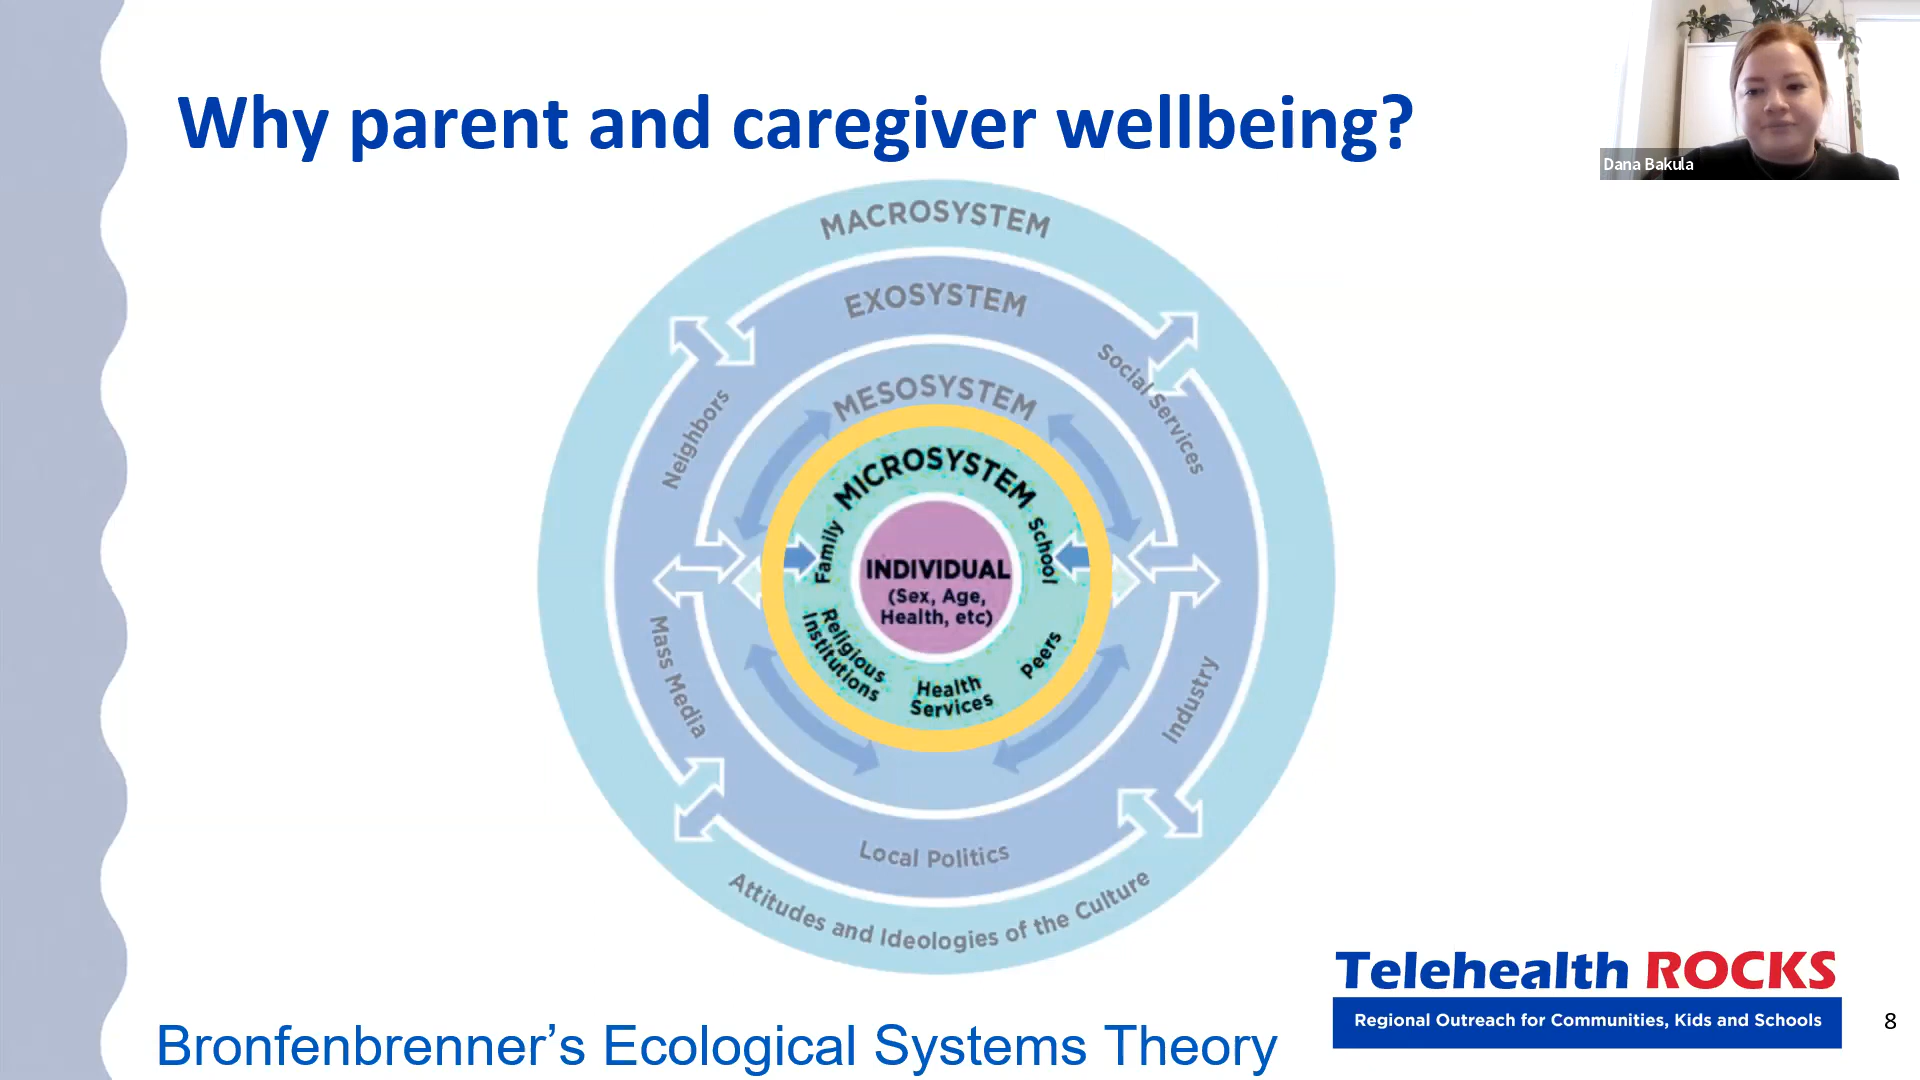 Why parent and caregiver wellbeing?
Dana Bakula
MACROSYSTEM
EXOSYSTEM
Social Services
Neighbors
MESOSYSTEM
MICROSYSTEM
Family
School
INDIVIDUAL
(Sex, Age,
Health, etc)
Religious
Institutions
Health
Services
Peers
Mass Media
Industry
Local Politics
Attitudes and Ideologies of the Culture
Telehealth ROCKS
Regional Outreach for Communities, Kids and Schools
8
Bronfenbrenner’s Ecological Systems Theory